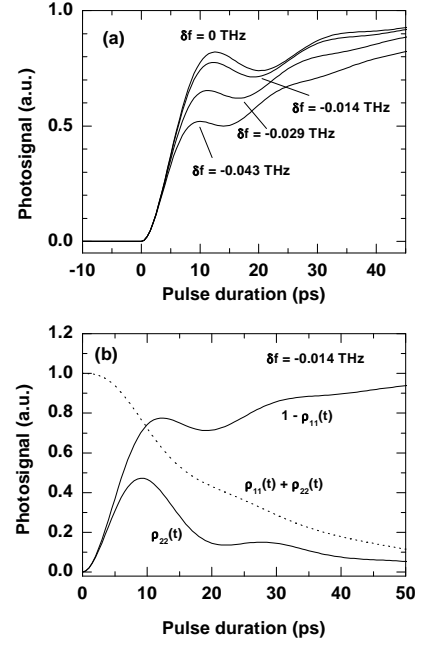 (a)
δf = 0 THz
δf = -0.014 THz
δf = -0.029 THz
δf = -0.043 THz
1.0
0.5
0.0
Photosignal (a.u.)
-10 0 10 20 30 40
Pulse duration (ps)
(b)
δf = -0.014 THz
1 - ρ11(t)
ρ11(t) + ρ22(t)
ρ22(t)
1.2
1.0
0.8
0.6
0.4
0.2
0.0
Photosignal (a.u.)
0 10 20 30 40 50
Pulse duration (ps)